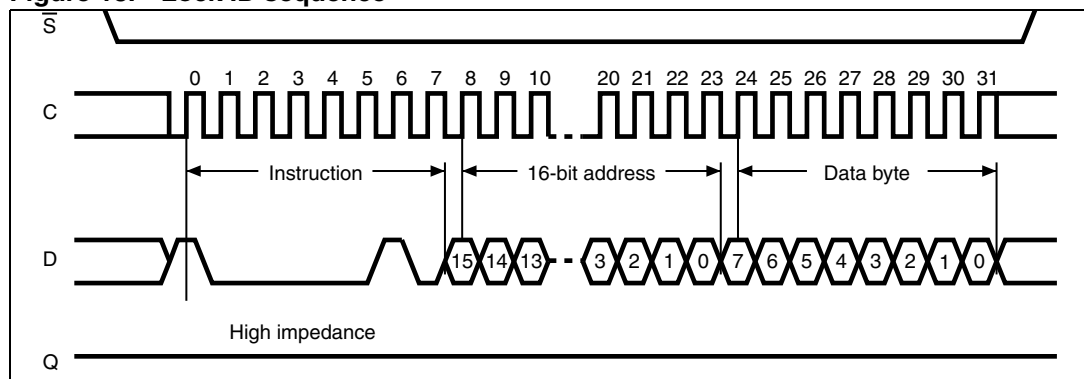 S
0 1 2 3 4 5 6 7 8 9 10 20 21 22 23 24 25 26 27 28 29 30 31
C
Instruction 16-bit address Data byte
D 15 14 13 3 2 1 0 7 6 5 4 3 2 1 0
High impedance
Q